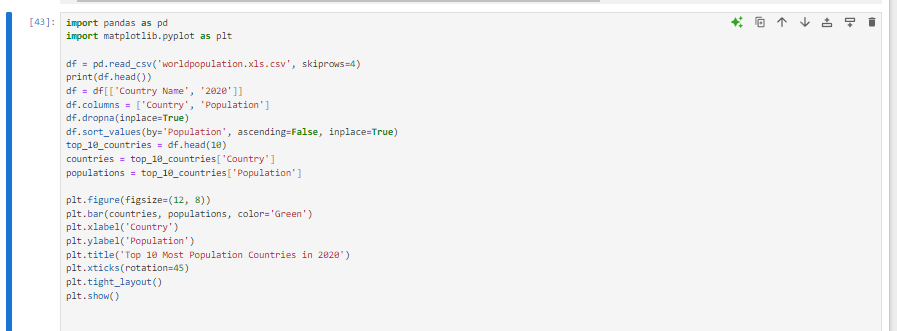 [43]:
import pandas as pd
import matplotlib.pyplot as plt
df = pd.read_csv('worldpopulation.xls.csv', skiprows=4)
print(df.head())
df = df[['Country Name', '2020']]
df.columns = ['Country', 'Population']
df.dropna(inplace=True)
df.sort_values(by='Population', ascending=False, inplace=True)
top_10_countries = df.head(10)
countries = top_10_countries['Country']
populations = top_10_countries['Population']
plt.figure(figsize=(12, 8))
plt.bar(countries, populations, color='Green')
plt.xlabel('Country')
plt.ylabel('Population')
plt.title('Top 10 Most Population Countries in 2020')
plt.xticks(rotation=45)
plt.tight_layout()
plt.show()